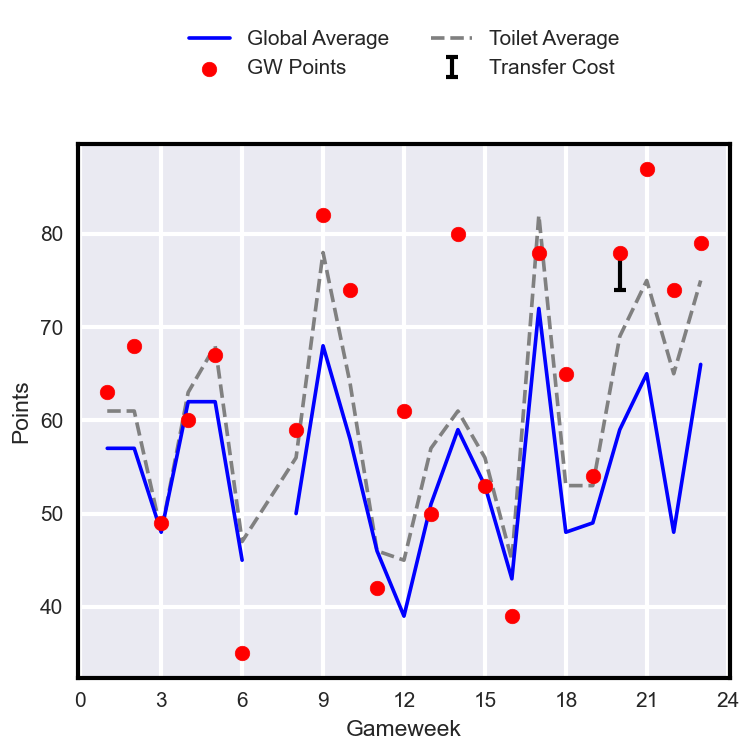 Global Average
Toilet Average
GW Points
Transfer Cost
80
70
60
50
40
Points
0 3 6 9 12 15 18 21 24
Gameweek